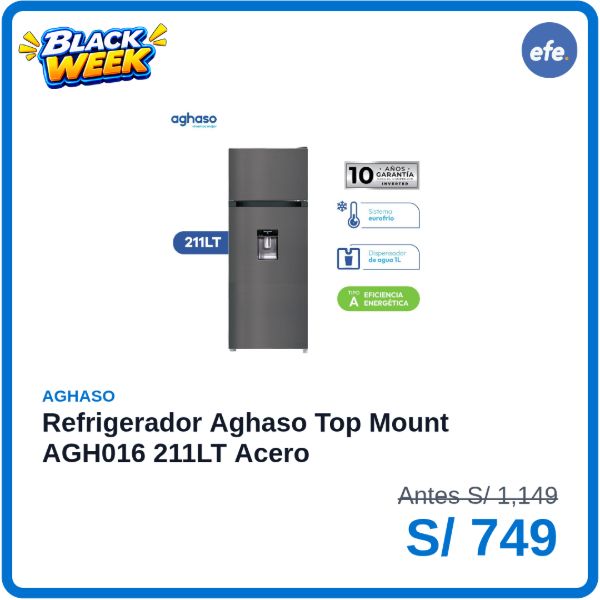 BLACK
WEEK
efe.
aghaso
10 AÑOS
GARANTÍA
INVERTER
Sistema
eurofrío
211LT
Dispensador
de agua 1L
TIPO
A
EFICIENCIA
ENERGÉTICA
AGHASO
Refrigerador Aghaso Top Mount
AGH016 211LT Acero
Antes S/ 1,149
S/ 749